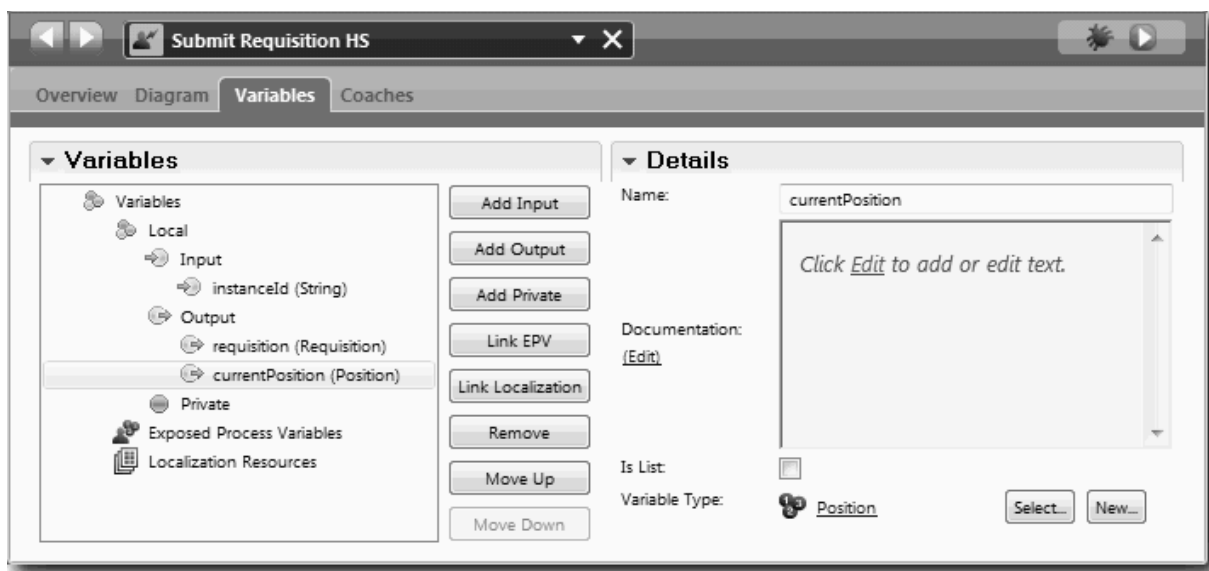 Submit Requisition HS
Overview Diagram Variables Coaches
Variables
Variables
Local
Input
instanceId (String)
Output
requisition (Requisition)
currentPosition (Position)
Private
Exposed Process Variables
Localization Resources
Add Input
Add Output
Add Private
Link EPV
Link Localization
Remove
Move Up
Move Down
Details
Name: currentPosition
Click Edit to add or edit text.
Documentation:
(Edit)
Is List:
Variable Type: Position Select... New...